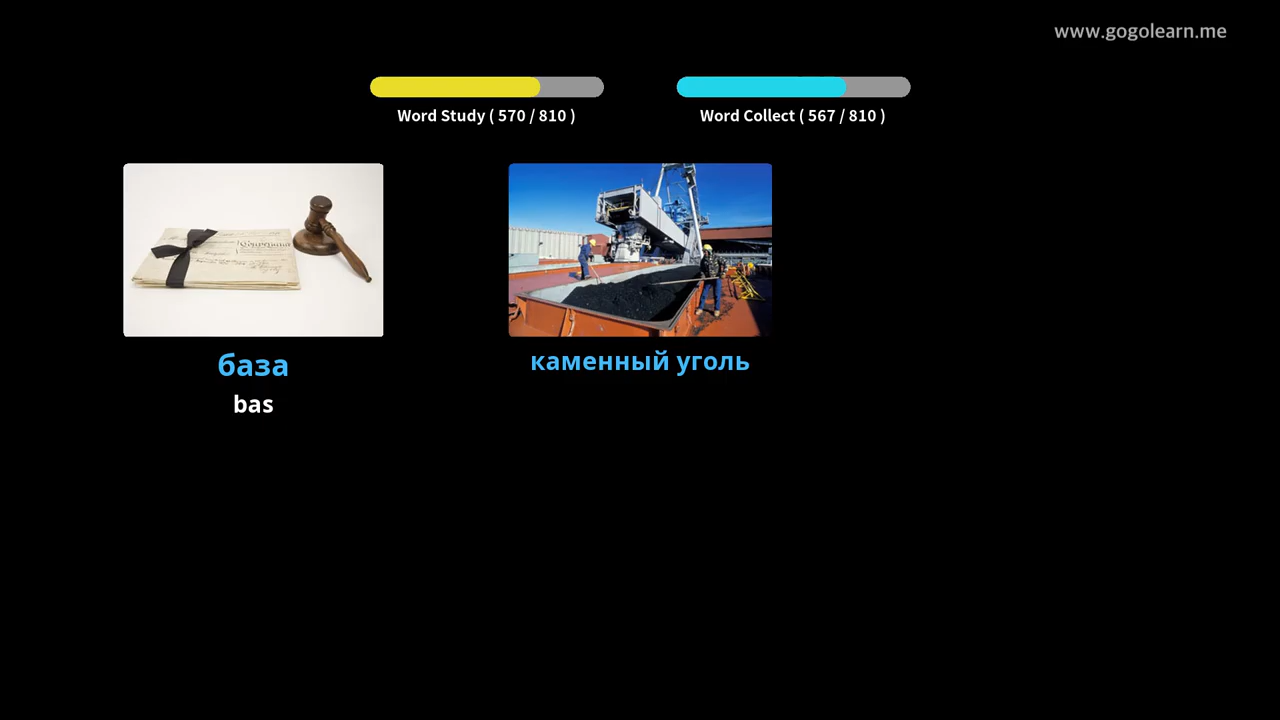 www.gogolearn.me
Word Study ( 570 / 810 )
Word Collect ( 567 / 810 )
база
bas
каменный уголь